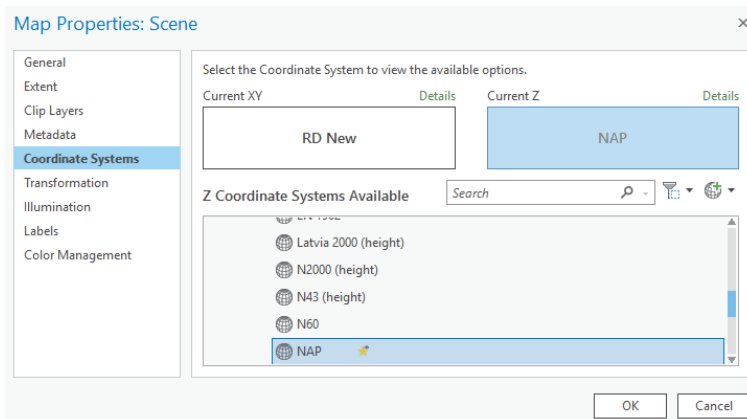 Map Properties: Scene
General
Extent
Clip Layers
Metadata
Coordinate Systems
Transformation
Illumination
Labels
Color Management
Select the Coordinate System to view the available options.
Current XY Details Current Z Details
RD New NAP
Z Coordinate Systems Available Search
Latvia 2000 (height)
N2000 (height)
N43 (height)
N60
NAP
OK Cancel